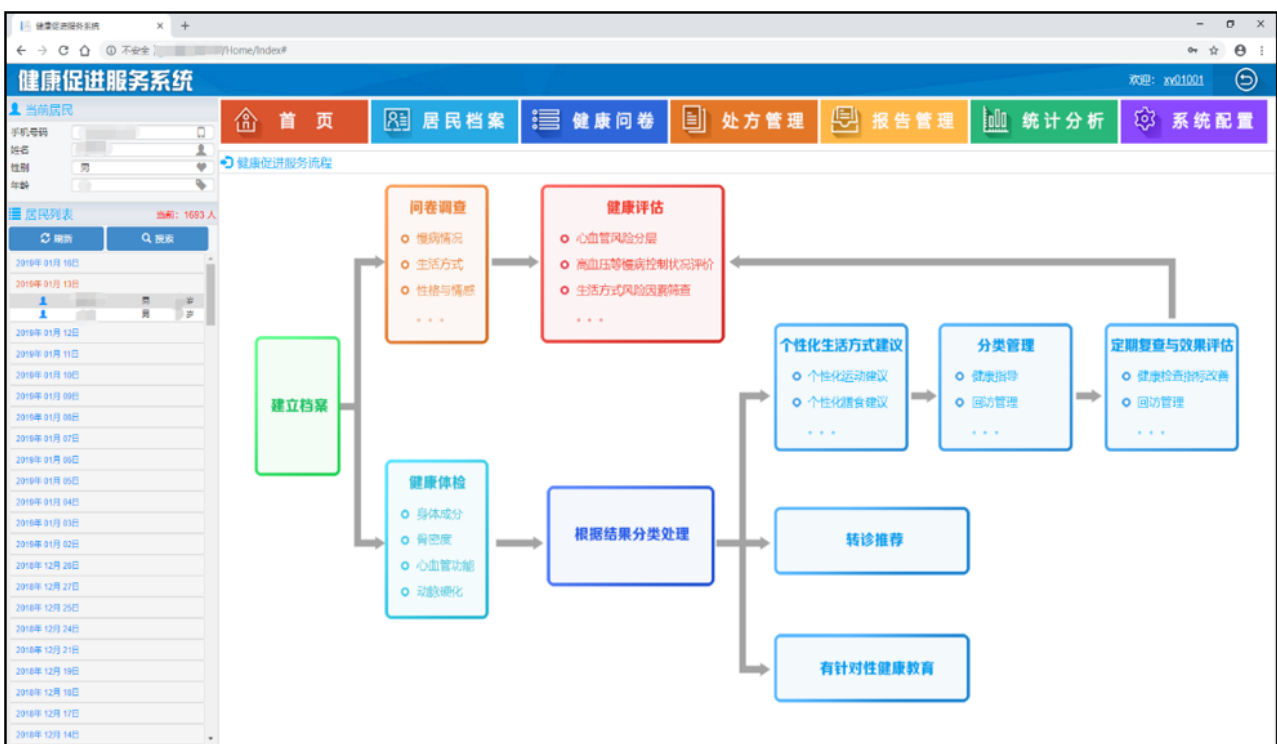 健康促进服务系统
不安全
/Home/Index#
健康促进服务系统
欢迎: xy01001
当前居民
手机号码
姓名
性别 男
年龄
居民列表 当前: 1693 人
刷新 搜索
2019年 01月 16日
2019年 01月 13日
男 岁
男 岁
2019年 01月 12日
2019年 01月 11日
2019年 01月 10日
2019年 01月 09日
2019年 01月 08日
2019年 01月 07日
2019年 01月 06日
2019年 01月 05日
2019年 01月 04日
2019年 01月 03日
2019年 01月 02日
2018年 12月 28日
2018年 12月 27日
2018年 12月 25日
2018年 12月 24日
2018年 12月 21日
2018年 12月 19日
2018年 12月 18日
2018年 12月 17日
2018年 12月 14日
首 页
居民档案
健康问卷
处方管理
报告管理
统计分析
系统配置
健康促进服务流程
建立档案
问卷调查
慢病情况
生活方式
性格与情感
. . .
健康评估
心血管风险分层
高血压等慢病控制状况评价
生活方式风险因素筛查
. . .
健康体检
身体成分
骨密度
心血管功能
动脉硬化
根据结果分类处理
个性化生活方式建议
个性化运动建议
个性化膳食建议
. . .
分类管理
健康指导
回访管理
. . .
定期复查与效果评估
健康检查指标改善
回访管理
. . .
转诊推荐
有针对性健康教育